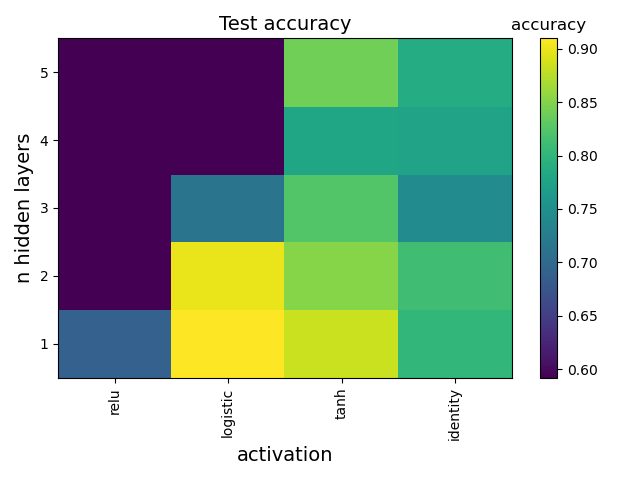 Test accuracy
accuracy
n hidden layers
5
4
3
2
1
relu
logistic
tanh
identity
activation
0.90
0.85
0.80
0.75
0.70
0.65
0.60